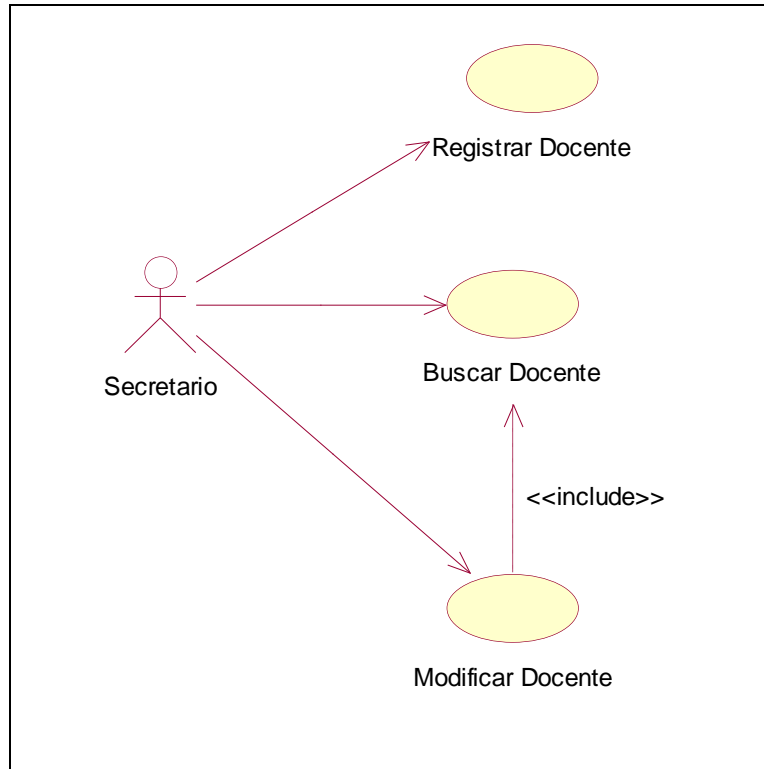 Registrar Docente
Buscar Docente
Secretario
<<include>>
Modificar Docente